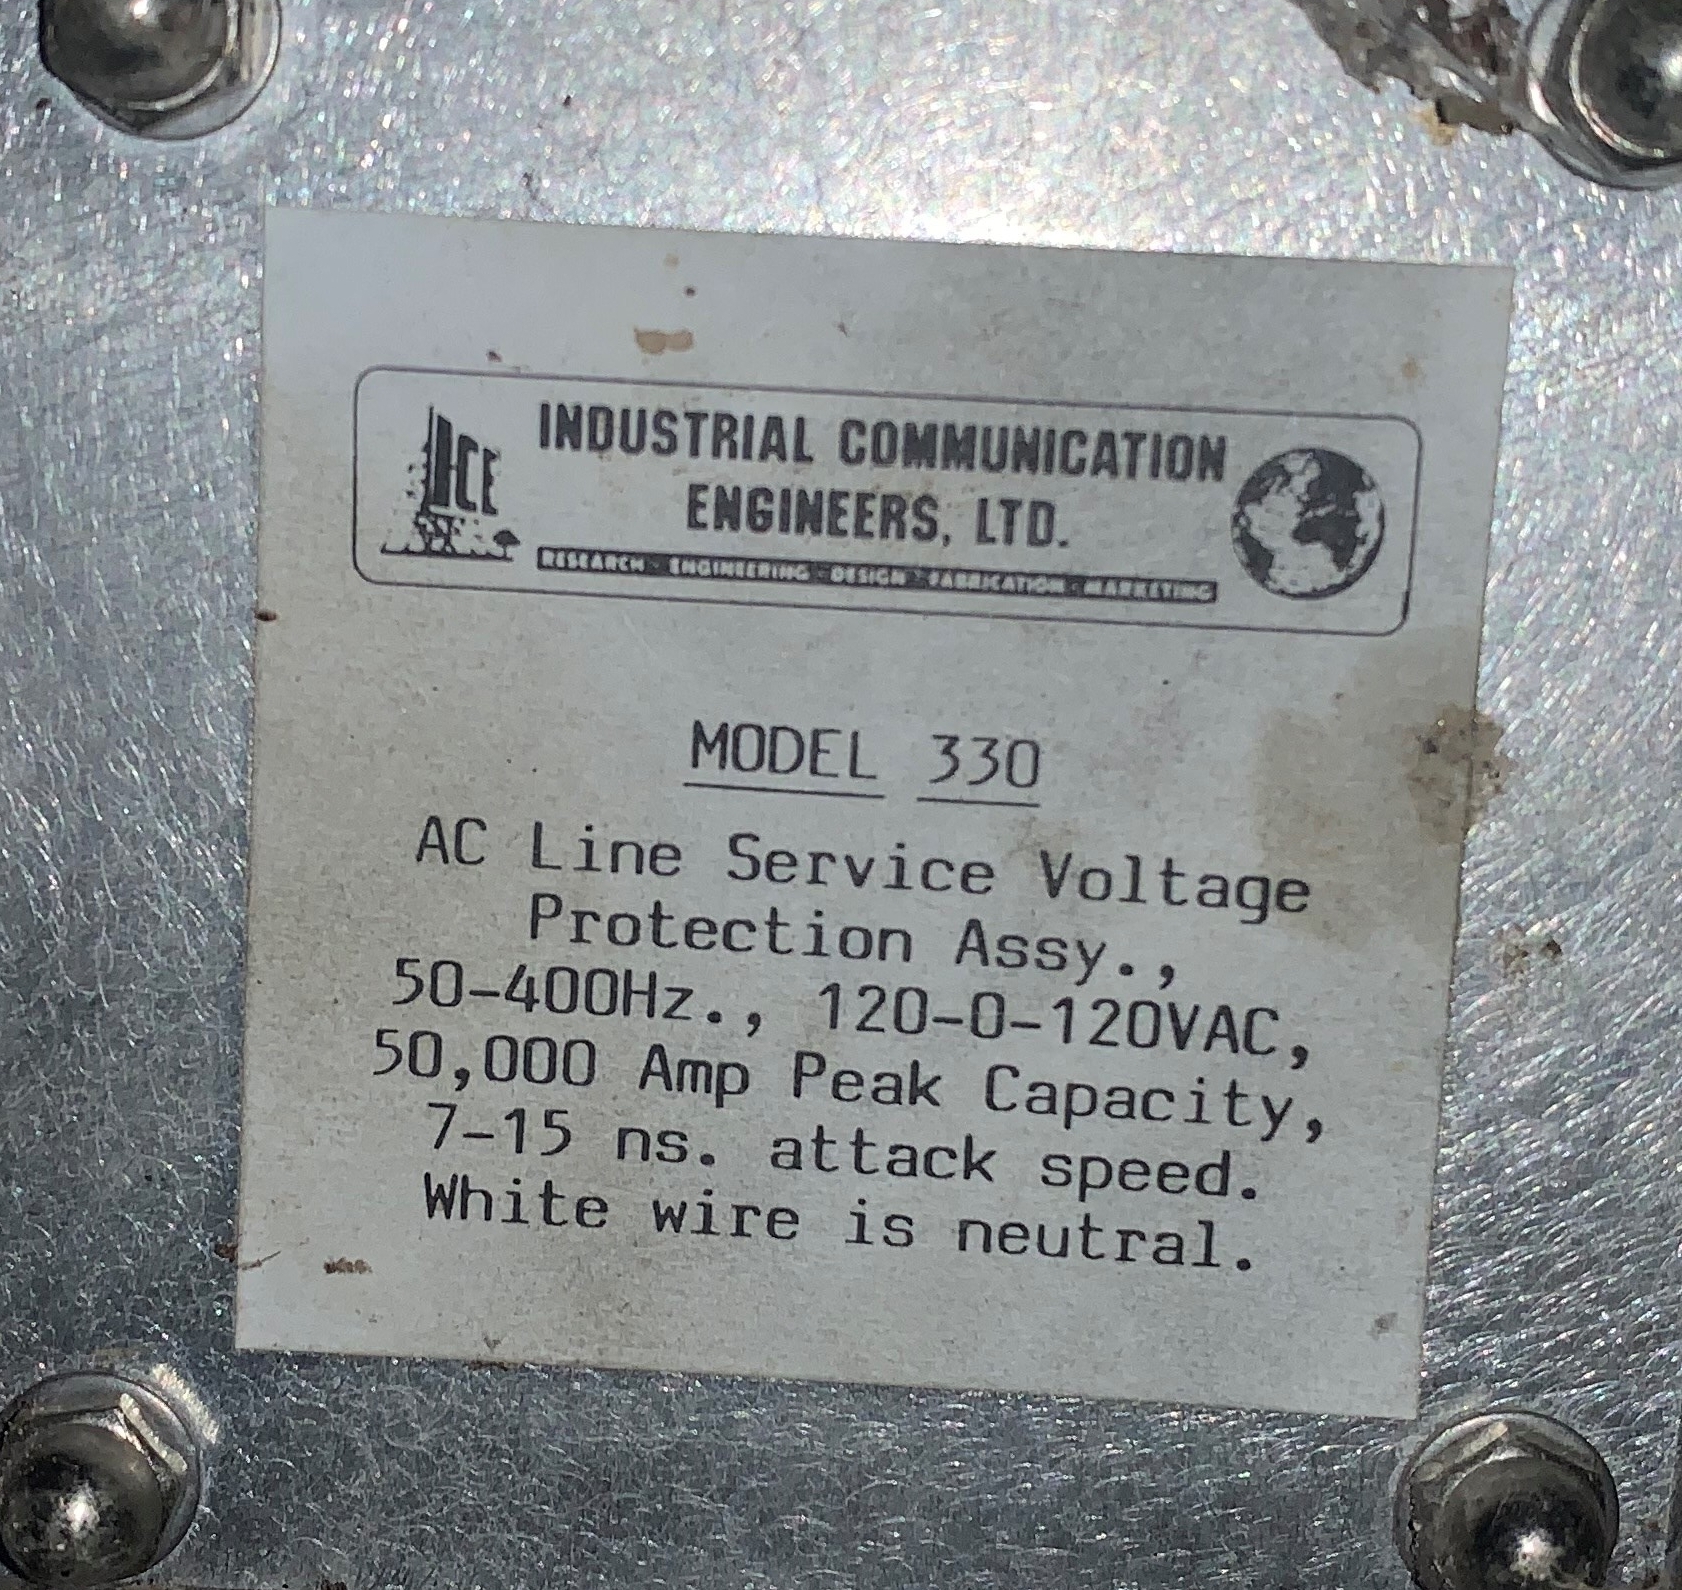 ICE
INDUSTRIAL COMMUNICATION
ENGINEERS, LTD.
RESEARCH · ENGINEERING · DESIGN · FABRICATION · MARKETING
MODEL 330
AC Line Service Voltage
Protection Assy.,
50-400Hz., 120-0-120VAC,
50,000 Amp Peak Capacity,
7-15 ns. attack speed.
White wire is neutral.